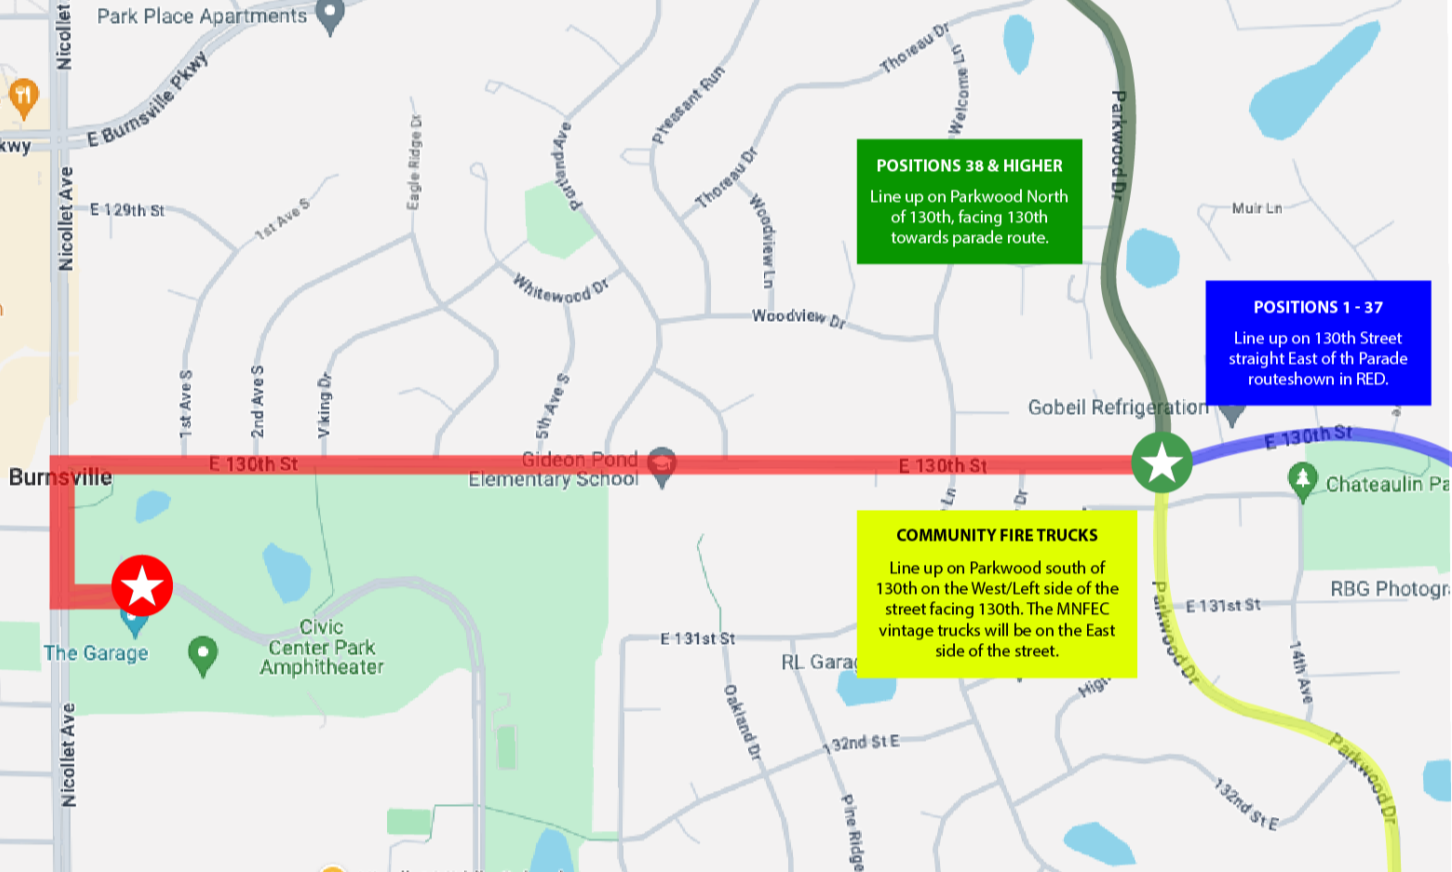 Park Place Apartments
Nicollet
E Burnsville Pkwy
kwy
Nicollet Ave
E 129th St
1st Ave S
Eagle Ridge Dr
Portland Ave
Pheasant Run
Thoreau Dr
Thoreau Dr
Welcome Ln
Woodview Ln
Whitewood Dr
Woodview Dr
Parkwood Dr
Muir Ln
POSITIONS 38 & HIGHER
Line up on Parkwood North
of 130th, facing 130th
towards parade route.
POSITIONS 1 - 37
Line up on 130th Street
straight East of th Parade
routeshown in RED.
Gobeil Refrigeration
1st Ave S
2nd Ave S
Viking Dr
5th Ave S
E 130th St
Burnsville
E 130th St
Gideon Pond
Elementary School
E 130th St
Chateaulin Pa
Ln
Dr
COMMUNITY FIRE TRUCKS
Line up on Parkwood south of
130th on the West/Left side of the
street facing 130th. The MNFEC
vintage trucks will be on the East
side of the street.
The Garage
Civic
Center Park
Amphitheater
E 131st St
RL Garag
E 131st St
RBG Photogr
Parkwood Dr
14th Ave
High
Nicollet Ave
Oakland Dr
132nd St E
Pine Ridge
132nd St E
Parkwood Dr